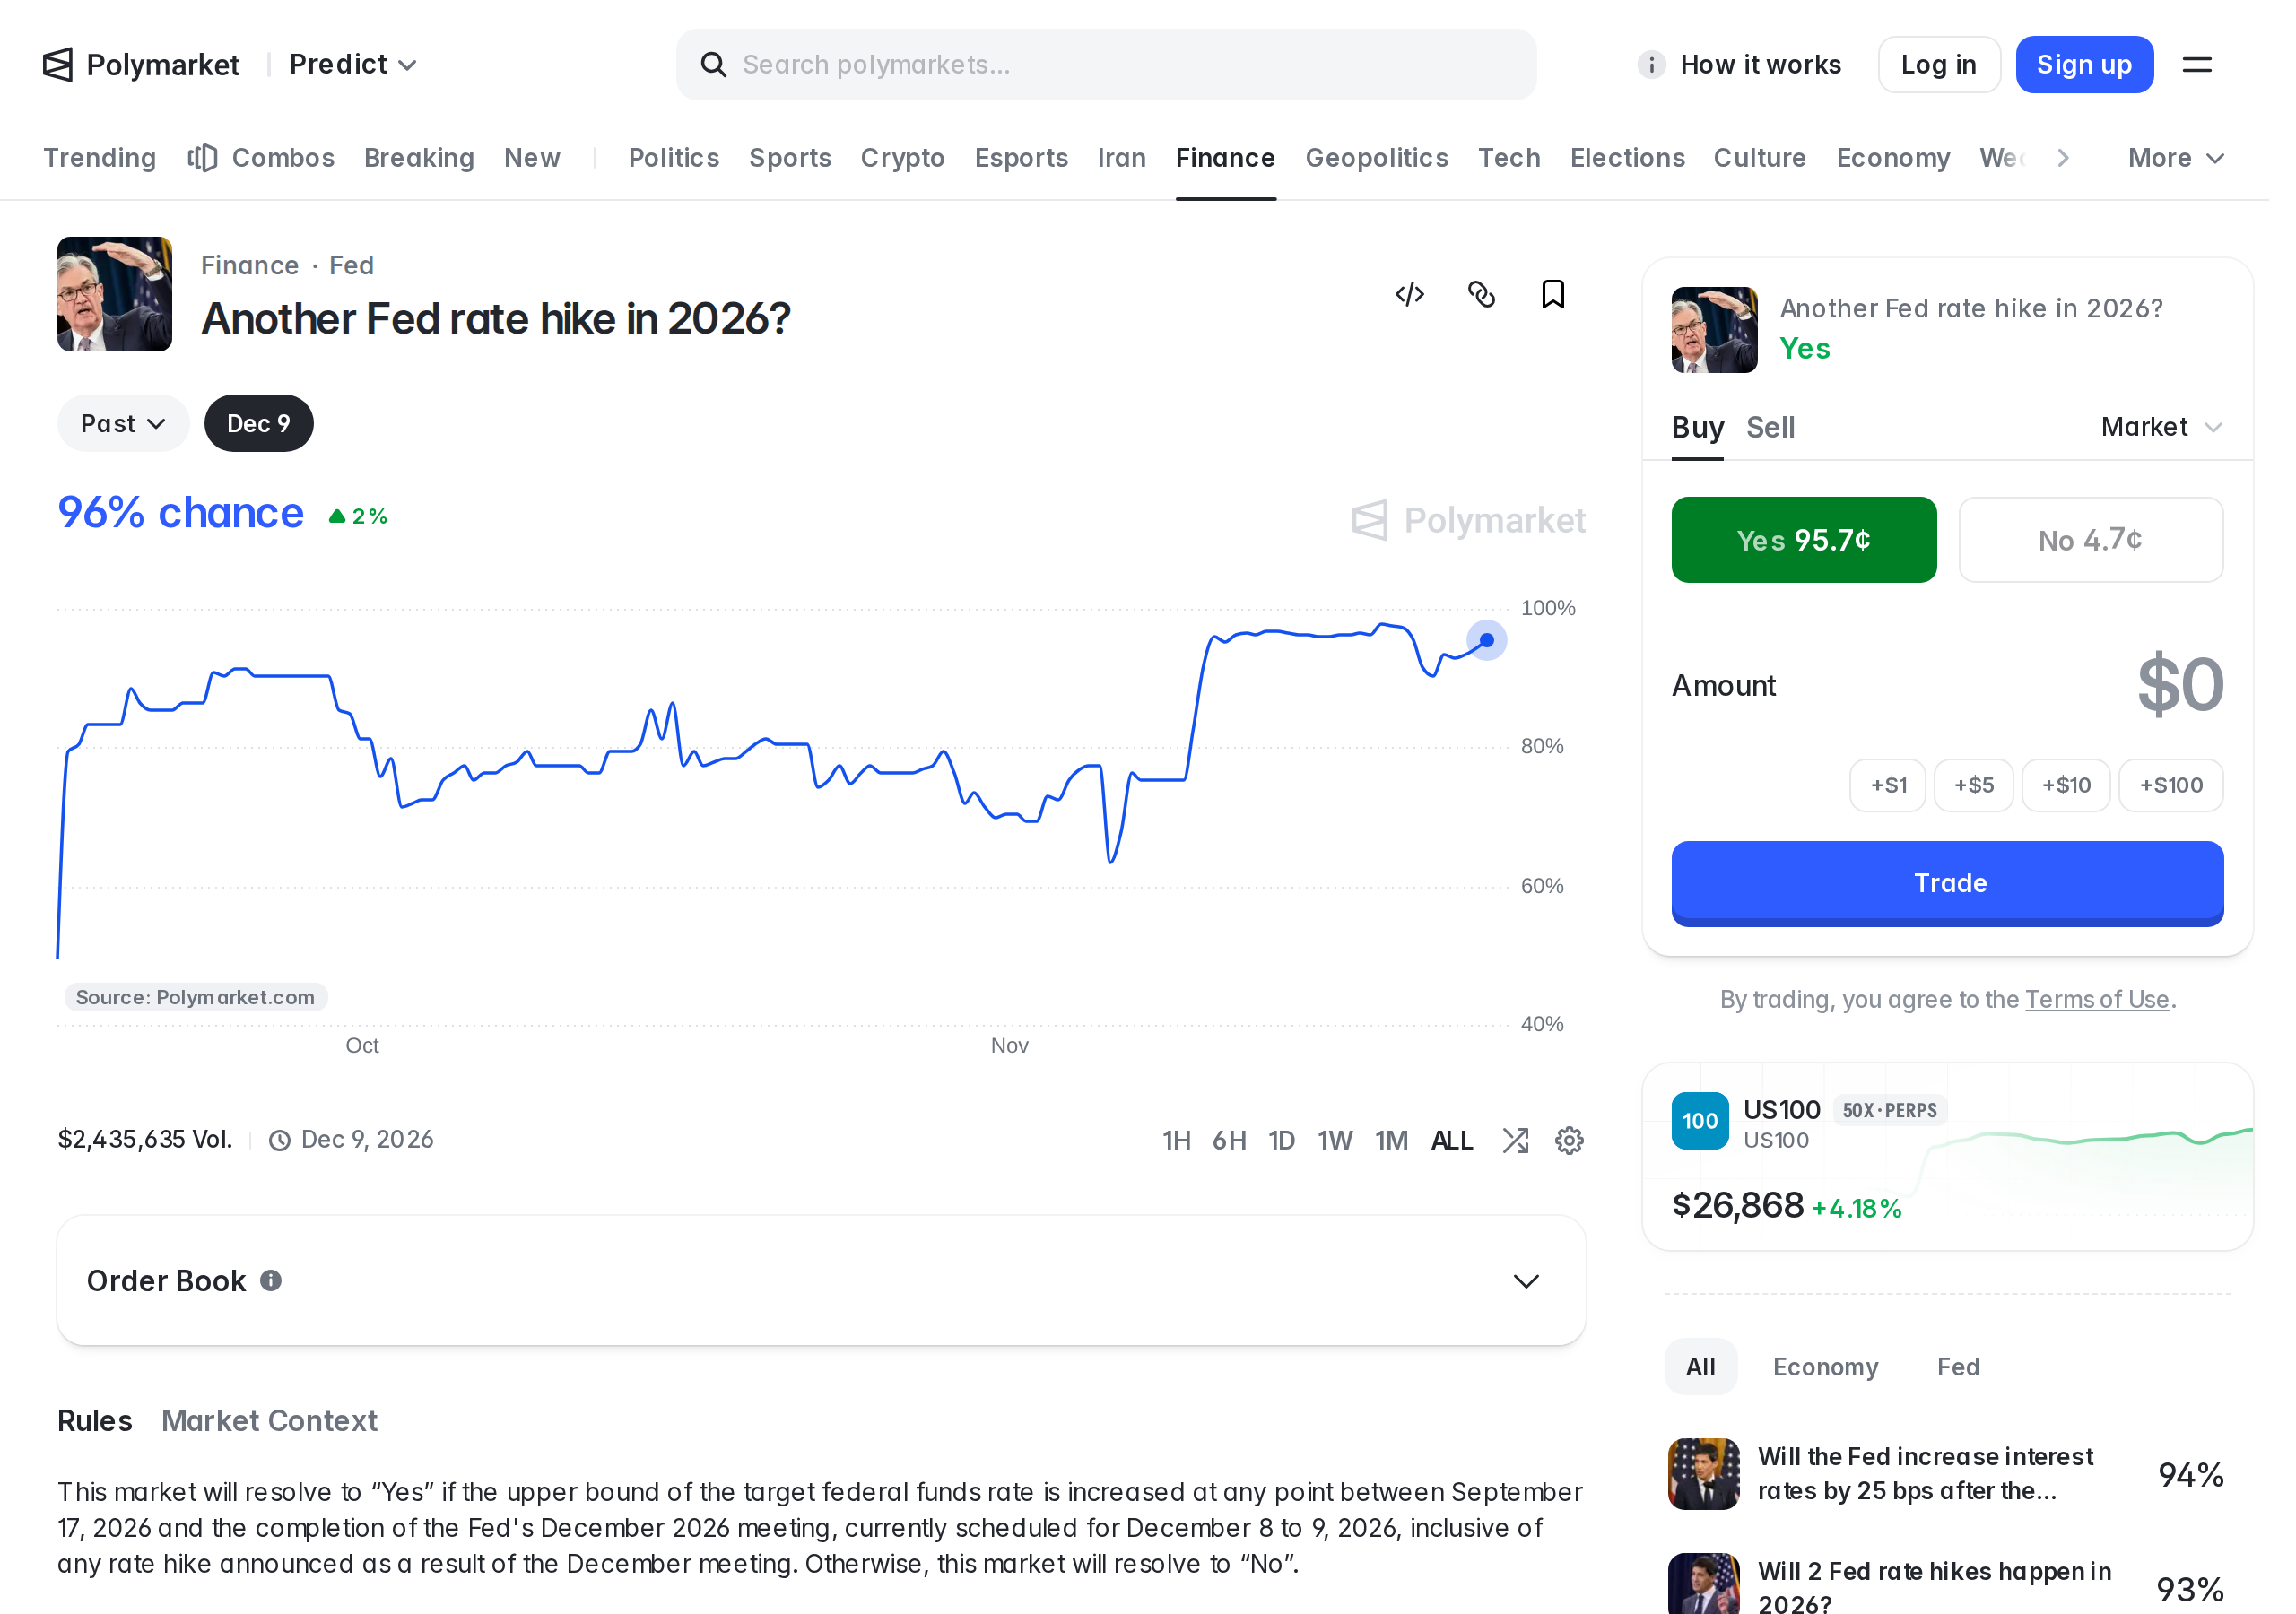 Polymarket
Predict
Search polymarkets...
How it works
Log in
Sign up
Trending
Combos
Breaking
New
Politics
Sports
Crypto
Esports
Iran
Finance
Geopolitics
Tech
Elections
Culture
Economy
More
Finance · Fed
Another Fed rate hike in 2026?
Past
Dec 9
96% chance
2%
Polymarket
100%
80%
60%
40%
Source: Polymarket.com
Oct
Nov
$2,435,635 Vol.
Dec 9, 2026
1H
6H
1D
1W
1M
ALL
Order Book
Rules
Market Context
This market will resolve to “Yes” if the upper bound of the target federal funds rate is increased at any point between September
17, 2026 and the completion of the Fed's December 2026 meeting, currently scheduled for December 8 to 9, 2026, inclusive of
any rate hike announced as a result of the December meeting. Otherwise, this market will resolve to “No”.
Another Fed rate hike in 2026?
Yes
Buy
Sell
Market
Yes 95.7¢
No 4.7¢
Amount
$0
+$1
+$5
+$10
+$100
Trade
By trading, you agree to the Terms of Use.
100
US100
50X·PERPS
US100
$26,868 +4.18%
All
Economy
Fed
Will the Fed increase interest
rates by 25 bps after the...
94%
Will 2 Fed rate hikes happen in
2026?
93%